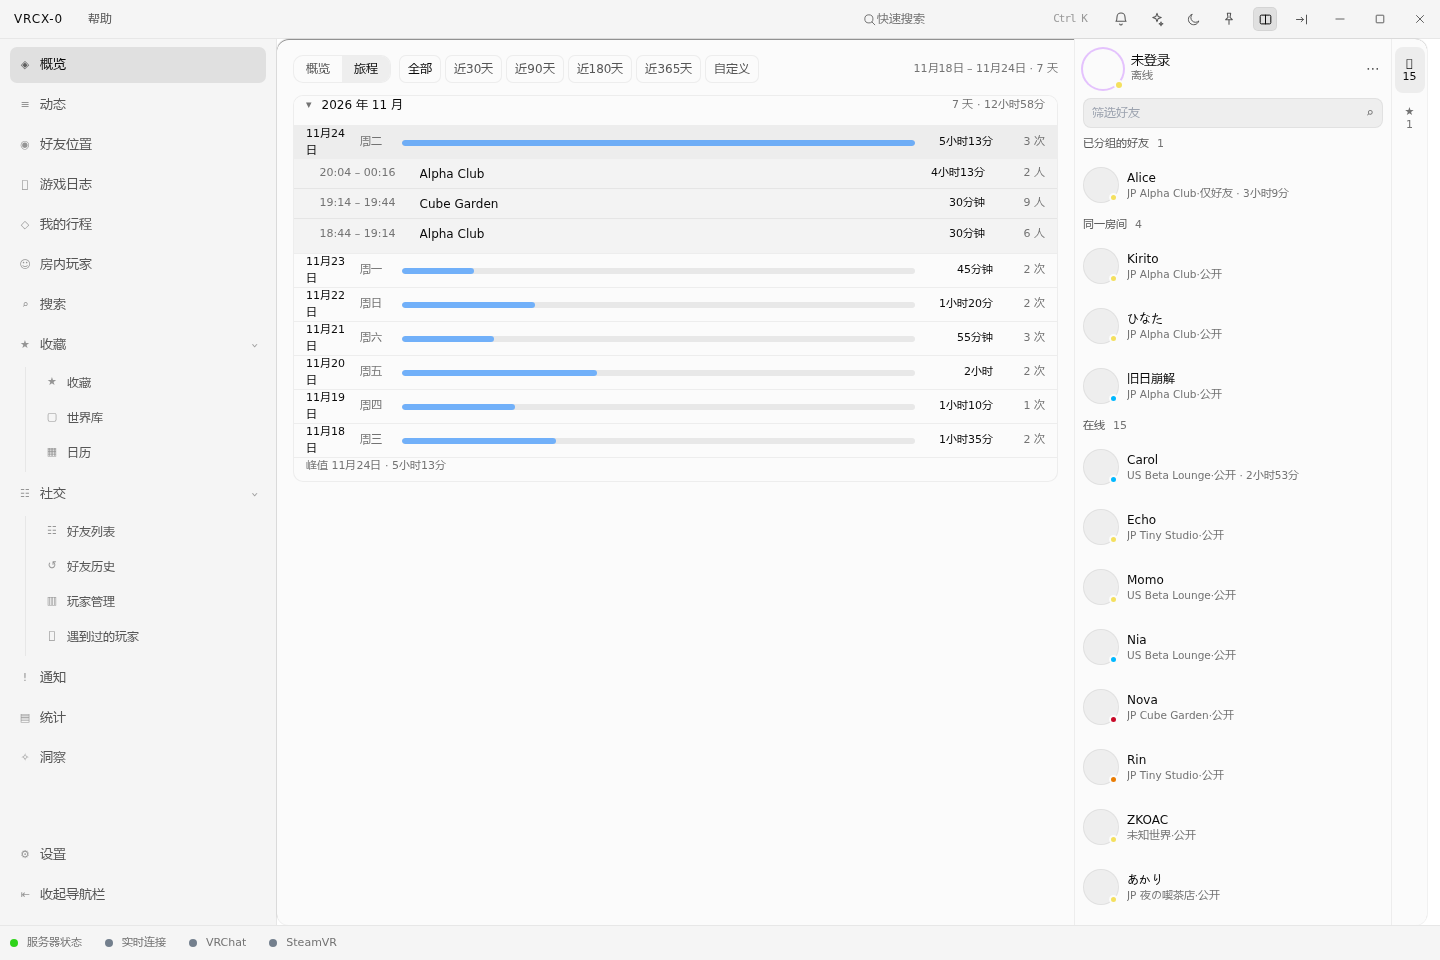 VRCX-0
帮助
快速搜索
Ctrl K
概览
动态
好友位置
游戏日志
我的行程
房内玩家
搜索
收藏
收藏
世界库
日历
社交
好友列表
好友历史
玩家管理
遇到过的玩家
通知
统计
洞察
设置
收起导航栏
概览
旅程
全部
近30天
近90天
近180天
近365天
自定义
11月18日 – 11月24日 · 7 天
2026 年 11 月
7 天 · 12小时58分
11月24日
周二
5小时13分
3 次
20:04 – 00:16
Alpha Club
4小时13分
2 人
19:14 – 19:44
Cube Garden
30分钟
9 人
18:44 – 19:14
Alpha Club
30分钟
6 人
11月23日
周一
45分钟
2 次
11月22日
周日
1小时20分
2 次
11月21日
周六
55分钟
3 次
11月20日
周五
2小时
2 次
11月19日
周四
1小时10分
1 次
11月18日
周三
1小时35分
2 次
峰值 11月24日 · 5小时13分
未登录
离线
筛选好友
已分组的好友 1
Alice
JP Alpha Club·仅好友 · 3小时9分
同一房间 4
Kirito
JP Alpha Club·公开
ひなた
JP Alpha Club·公开
旧日崩解
JP Alpha Club·公开
在线 15
Carol
US Beta Lounge·公开 · 2小时53分
Echo
JP Tiny Studio·公开
Momo
US Beta Lounge·公开
Nia
US Beta Lounge·公开
Nova
JP Cube Garden·公开
Rin
JP Tiny Studio·公开
ZKOAC
未知世界·公开
あかり
JP 夜の喫茶店·公开
15
1
服务器状态
实时连接
VRChat
SteamVR